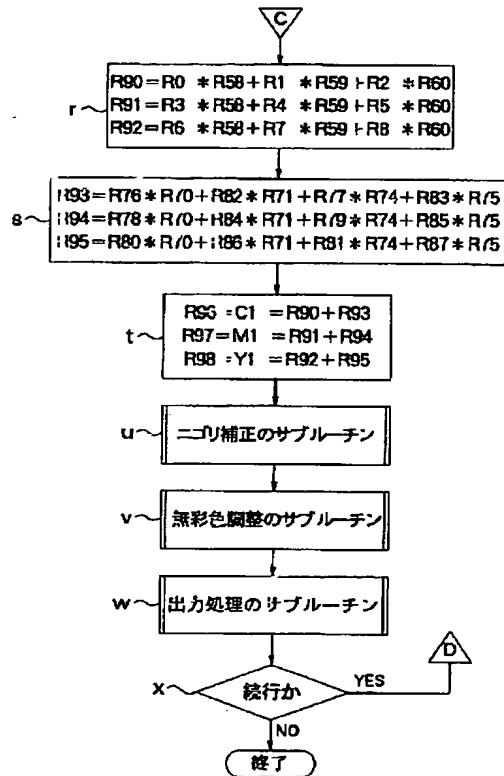 C
r
R90=R0 *R58+R1 *R59+R2 *R60
R91=R3 *R58+R4 *R59+R5 *R60
R92=R6 *R58+R7 *R59+R8 *R60
s
R93=R76*R70+R82*R71+R77*R74+R83*R75
R94=R78*R70+R84*R71+R79*R74+R85*R75
R95=R80*R70+R86*R71+R81*R74+R87*R75
t
R96=C1 =R90+R93
R97=M1 =R91+R94
R98=Y1 =R92+R95
u
ニゴリ補正のサブルーチン
v
無彩色調整のサブルーチン
w
出力処理のサブルーチン
D
x
続行か
YES
NO
終了